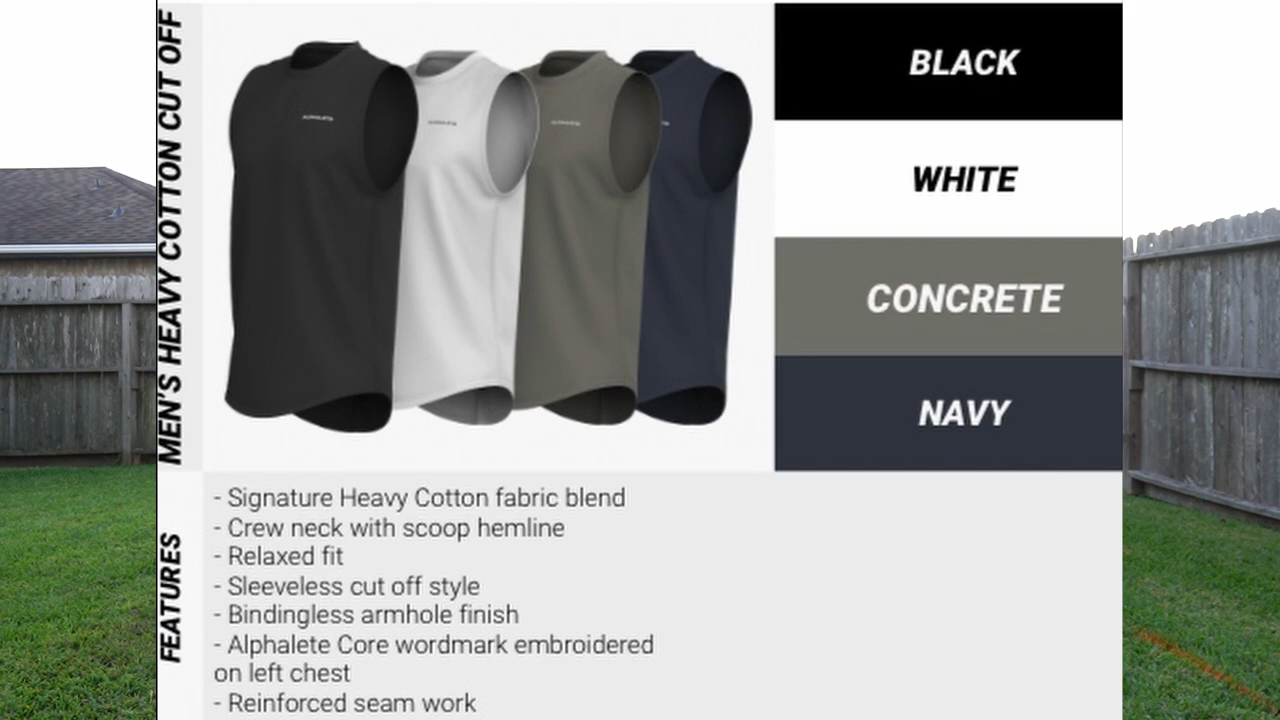 MEN'S HEAVY COTTON CUT OFF
BLACK
WHITE
CONCRETE
NAVY
FEATURES
- Signature Heavy Cotton fabric blend
- Crew neck with scoop hemline
- Relaxed fit
- Sleeveless cut off style
- Bindingless armhole finish
- Alphalete Core wordmark embroidered
on left chest
- Reinforced seam work